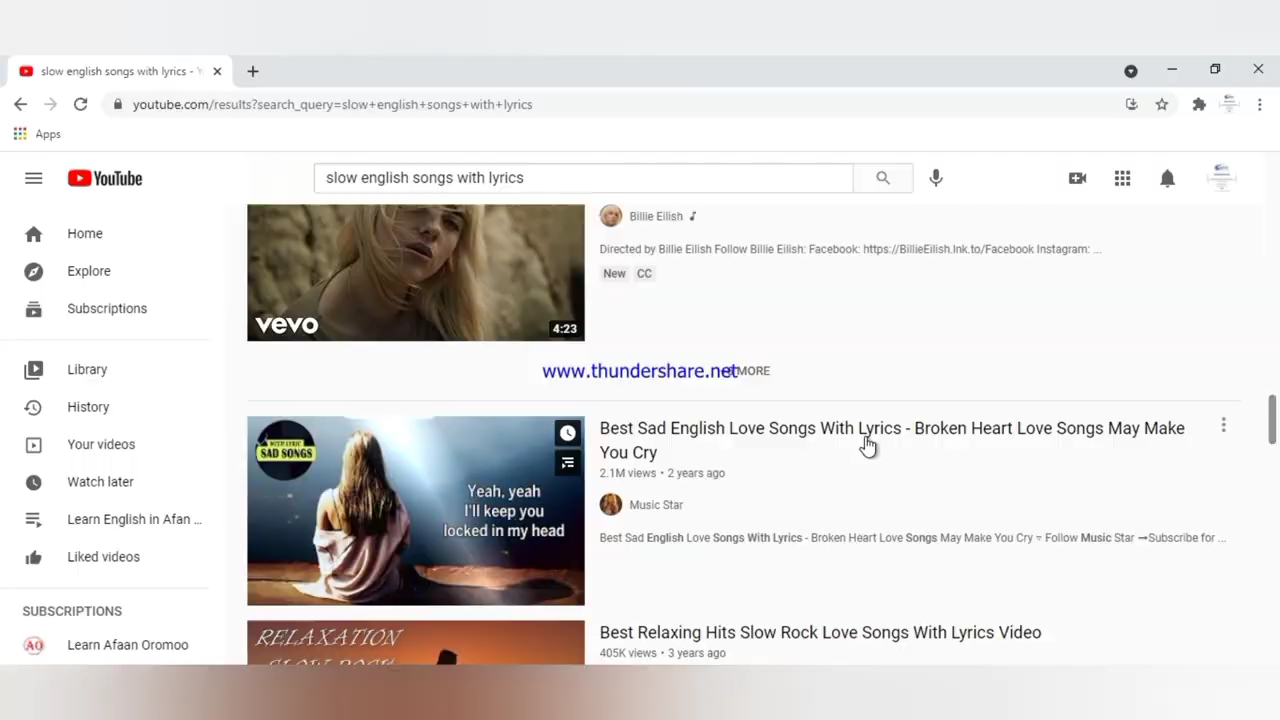 slow english songs with lyrics - Y
youtube.com/results?search_query=slow+english+songs+with+lyrics
Apps
YouTube
slow english songs with lyrics
Home
Explore
Subscriptions
Library
History
Your videos
Watch later
Learn English in Afan ...
Liked videos
SUBSCRIPTIONS
AO
Learn Afaan Oromoo
vevo
4:23
Billie Eilish
Directed by Billie Eilish Follow Billie Eilish: Facebook: https://BillieEilish.lnk.to/Facebook Instagram: ...
New CC
www.thundershare.net
MORE
WITH LYRIC
SAD SONGS
Yeah, yeah
I'll keep you
locked in my head
Best Sad English Love Songs With Lyrics - Broken Heart Love Songs May Make
You Cry
2.1M views • 2 years ago
Music Star
Best Sad English Love Songs With Lyrics - Broken Heart Love Songs May Make You Cry ▿ Follow Music Star ➞Subscribe for ...
RELAXATION
SLOW ROCK
Best Relaxing Hits Slow Rock Love Songs With Lyrics Video
405K views • 3 years ago